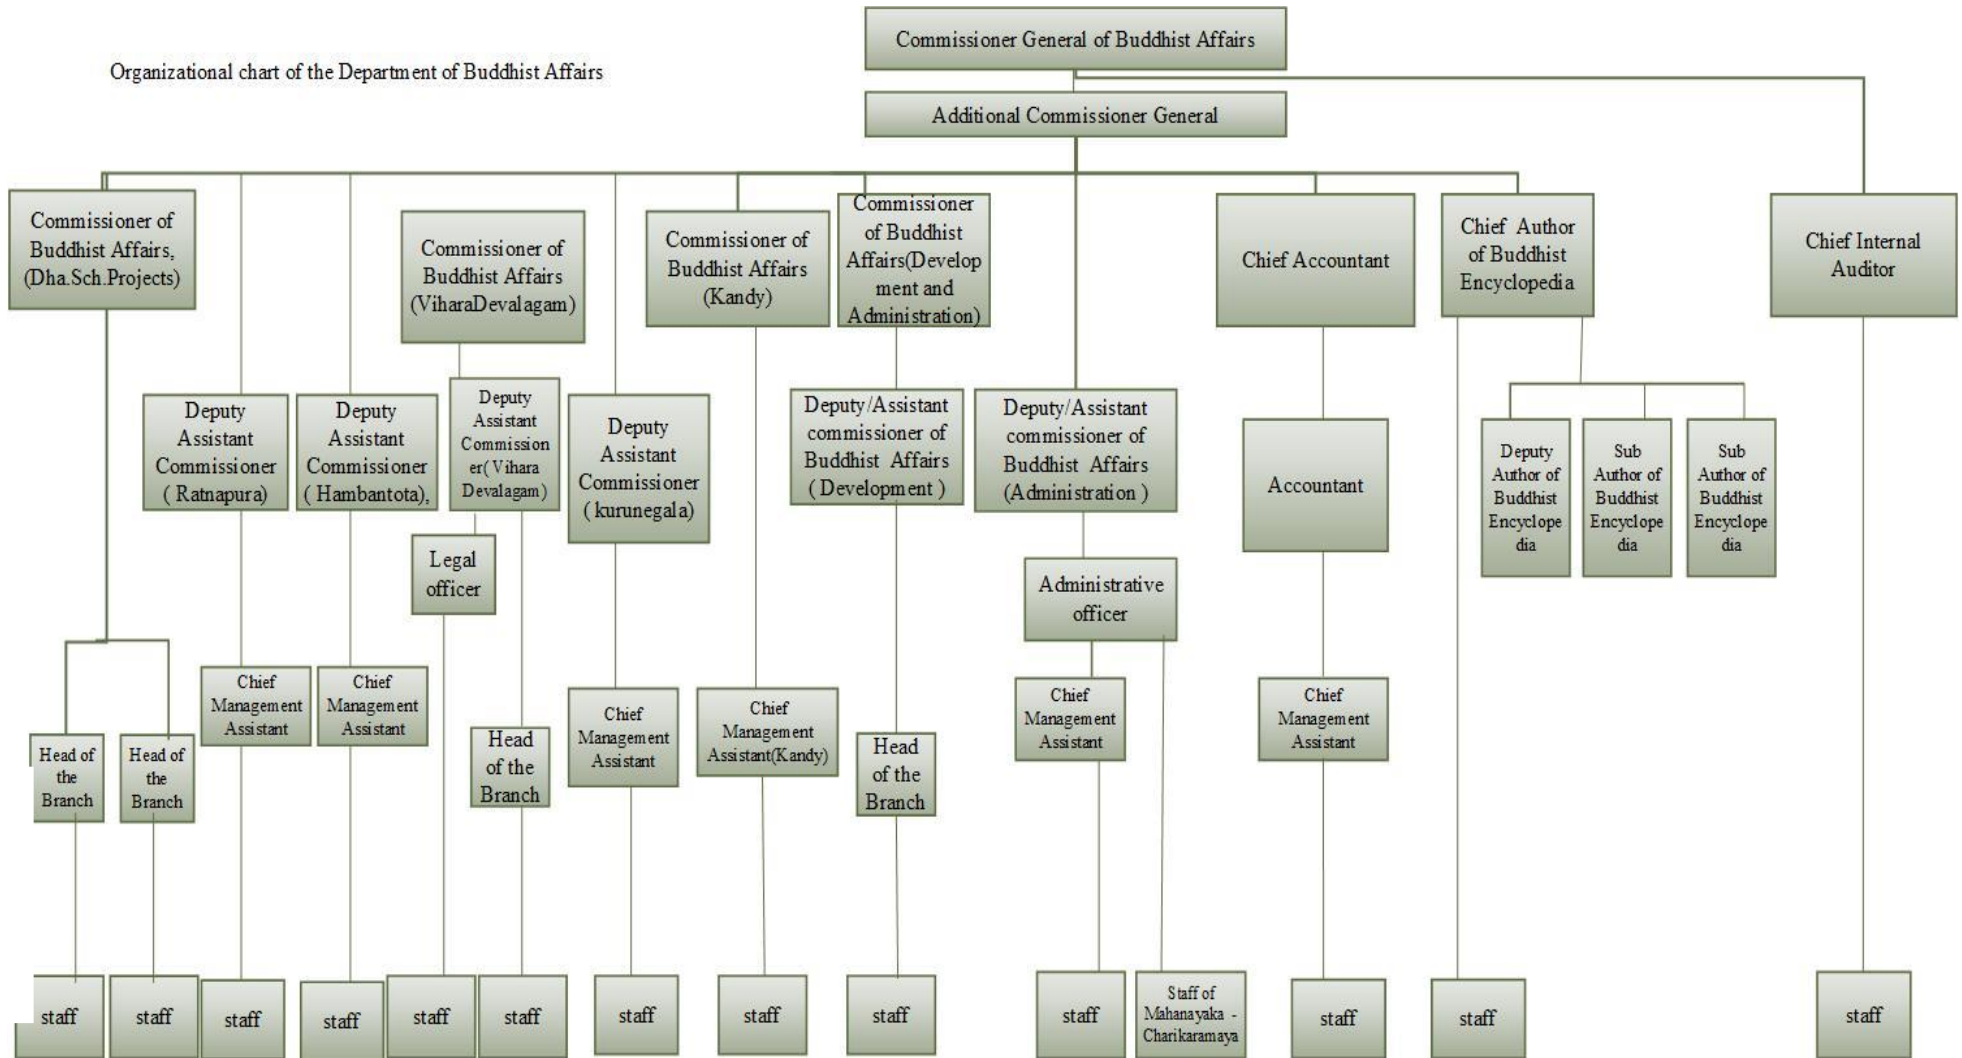 Commissioner General of Buddhist Affairs
Organizational chart of the Department of Buddhist Affairs
Additional Commissioner General
Commissioner of
Buddhist Affairs,
(Dha.Sch.Projects)
Commissioner of
Buddhist Affairs
(ViharaDevalagam)
Commissioner of
Buddhist Affairs
(Kandy)
Commissioner
of Buddhist
Affairs(Develop
ment and
Administration)
Chief Accountant
Chief Author
of Buddhist
Encyclopedia
Chief Internal
Auditor
Deputy
Assistant
Commissioner
( Ratnapura)
Deputy
Assistant
Commissioner
( Hambantota),
Deputy
Assistant
Commission
er( Vihara
Devalagam)
Deputy
Assistant
Commissioner
( kurunegala)
Deputy/Assistant
commissioner of
Buddhist Affairs
( Development )
Deputy/Assistant
commissioner of
Buddhist Affairs
(Administration )
Accountant
Deputy
Author of
Buddhist
Encyclope
dia
Sub
Author of
Buddhist
Encyclope
dia
Sub
Author of
Buddhist
Encyclope
dia
Legal
officer
Administrative
officer
Head of
the
Branch
Head of
the
Branch
Chief
Management
Assistant
Chief
Management
Assistant
Head
of the
Branch
Chief
Management
Assistant
Chief
Management
Assistant(Kandy)
Head
of the
Branch
Chief
Management
Assistant
Chief
Management
Assistant
staff
staff
staff
staff
staff
staff
staff
staff
staff
staff
Staff of
Mahanayaka -
Charikaramaya
staff
staff
staff